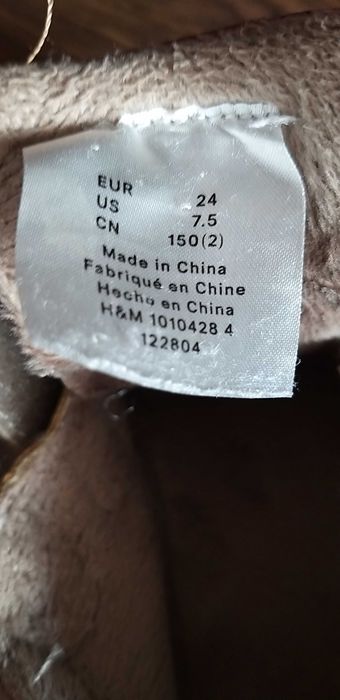 EUR 24
US 7.5
CN 150(2)
Made in China
Fabriqué en Chine
Hecho en China
H&M 1010428 4
122804